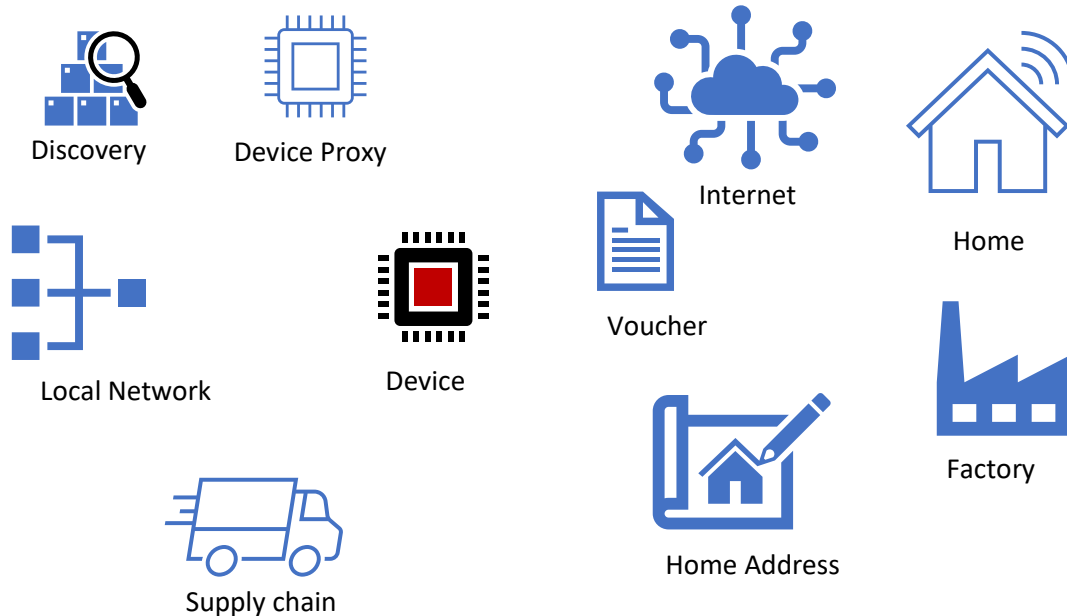 Discovery
Device Proxy
Internet
Home
Voucher
Local Network
Device
Factory
Home Address
Supply chain